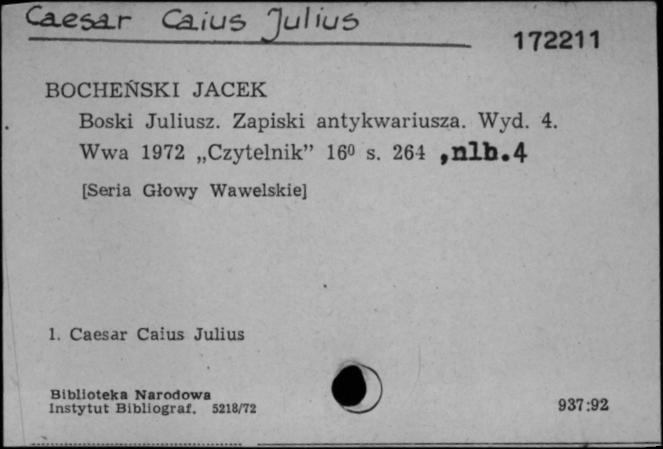 Caesar Caius Julius
172211
BOCHEŃSKI JACEK
Boski Juliusz. Zapiski antykwariusza. Wyd. 4.
Wwa 1972 „Czytelnik” 16⁰ s. 264 ,nlb.4
[Seria Głowy Wawelskie]
1. Caesar Caius Julius
Biblioteka Narodowa
Instytut Bibliograf. 5218/72
937:92